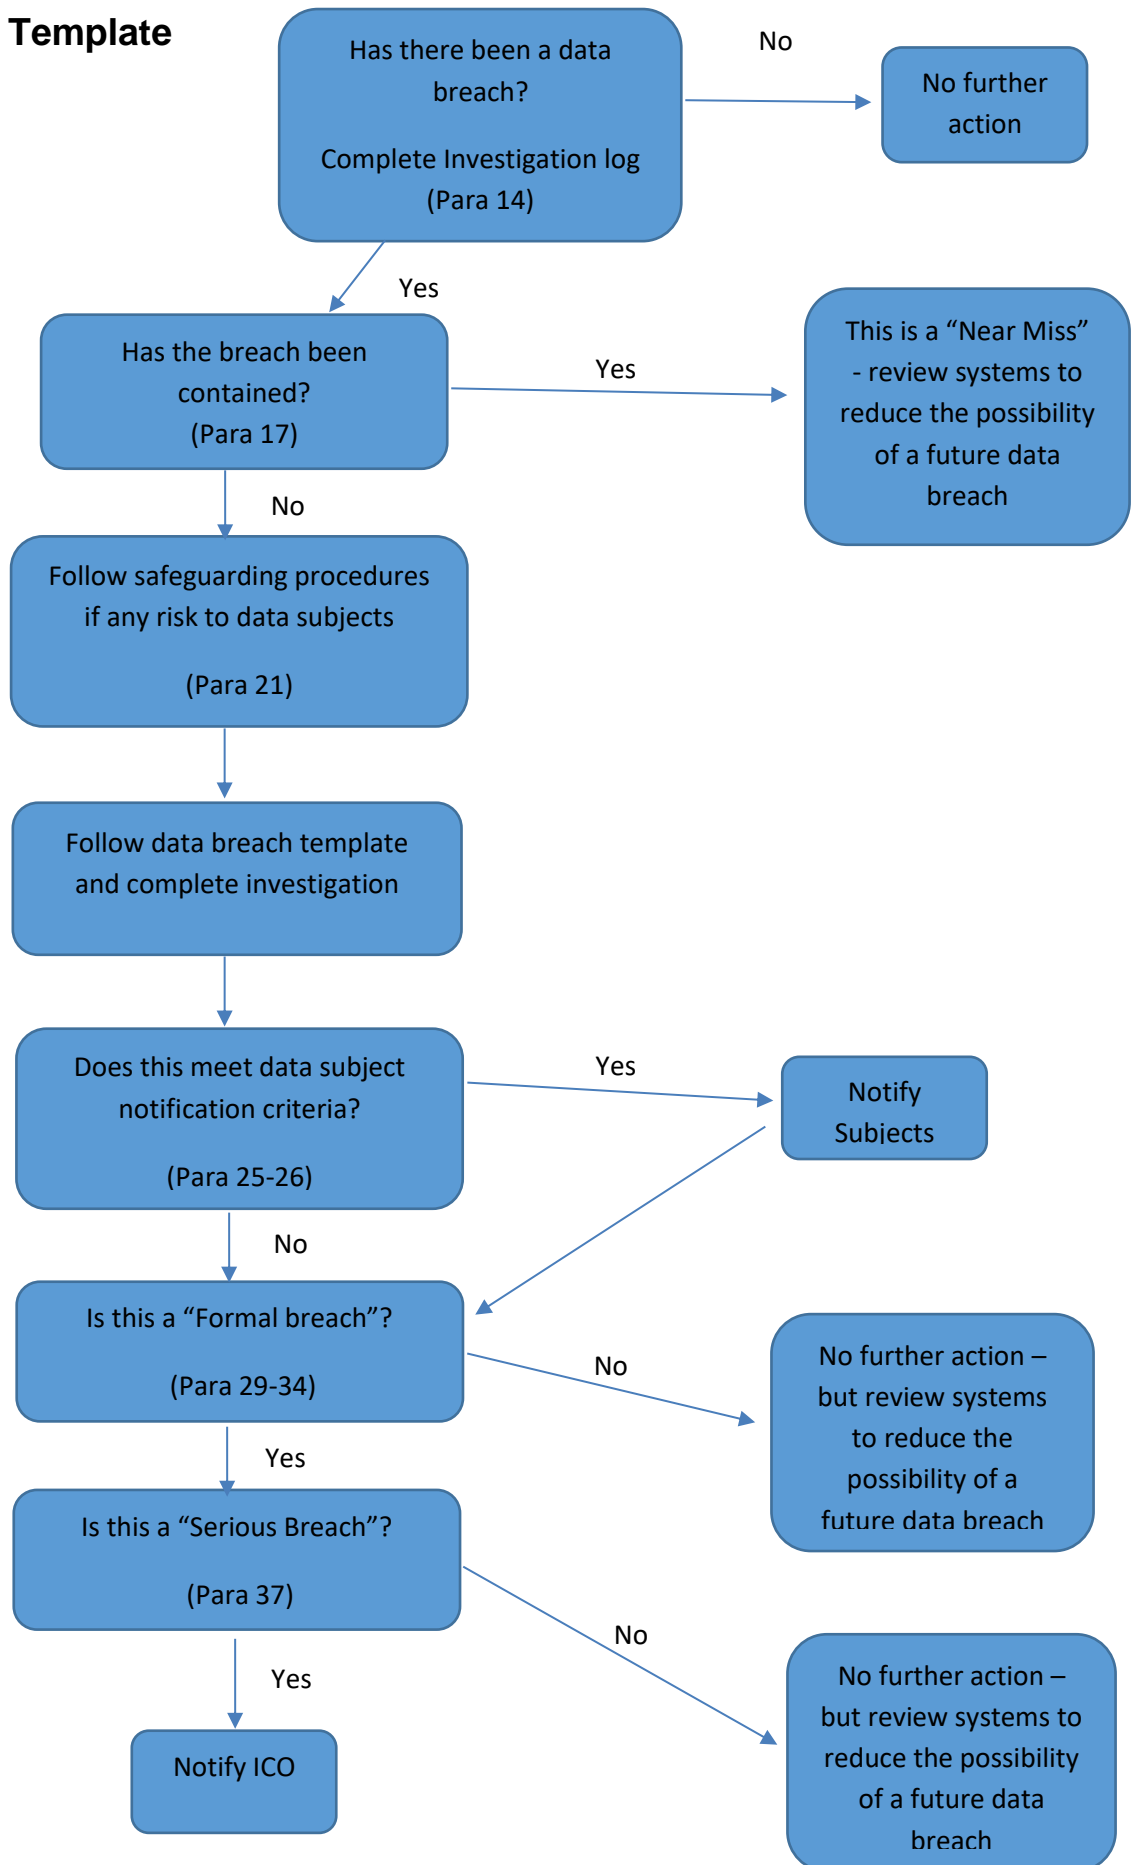 Template
Has there been a data
breach?
Complete Investigation log
(Para 14)
No
No further
action
Yes
Has the breach been
contained?
(Para 17)
Yes
This is a “Near Miss”
- review systems to
reduce the possibility
of a future data
breach
No
Follow safeguarding procedures
if any risk to data subjects
(Para 21)
Follow data breach template
and complete investigation
Does this meet data subject
notification criteria?
(Para 25-26)
Yes
Notify
Subjects
No
Is this a “Formal breach”?
(Para 29-34)
No
No further action –
but review systems
to reduce the
possibility of a
future data breach
Yes
Is this a “Serious Breach”?
(Para 37)
No
No further action –
but review systems to
reduce the possibility
of a future data
breach
Yes
Notify ICO